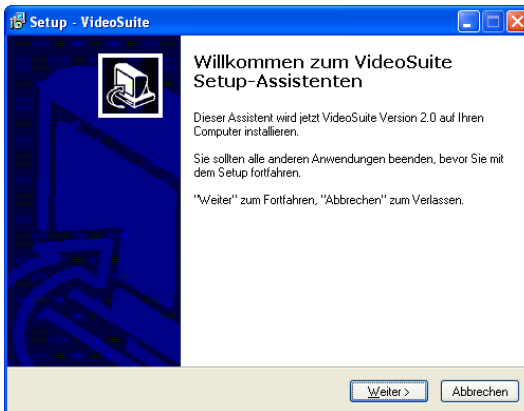 Setup - VideoSuite
Willkommen zum VideoSuite
Setup-Assistenten
Dieser Assistent wird jetzt VideoSuite Version 2.0 auf Ihren
Computer installieren.
Sie sollten alle anderen Anwendungen beenden, bevor Sie mit
dem Setup fortfahren.
"Weiter" zum Fortfahren, "Abbrechen" zum Verlassen.
Weiter >
Abbrechen